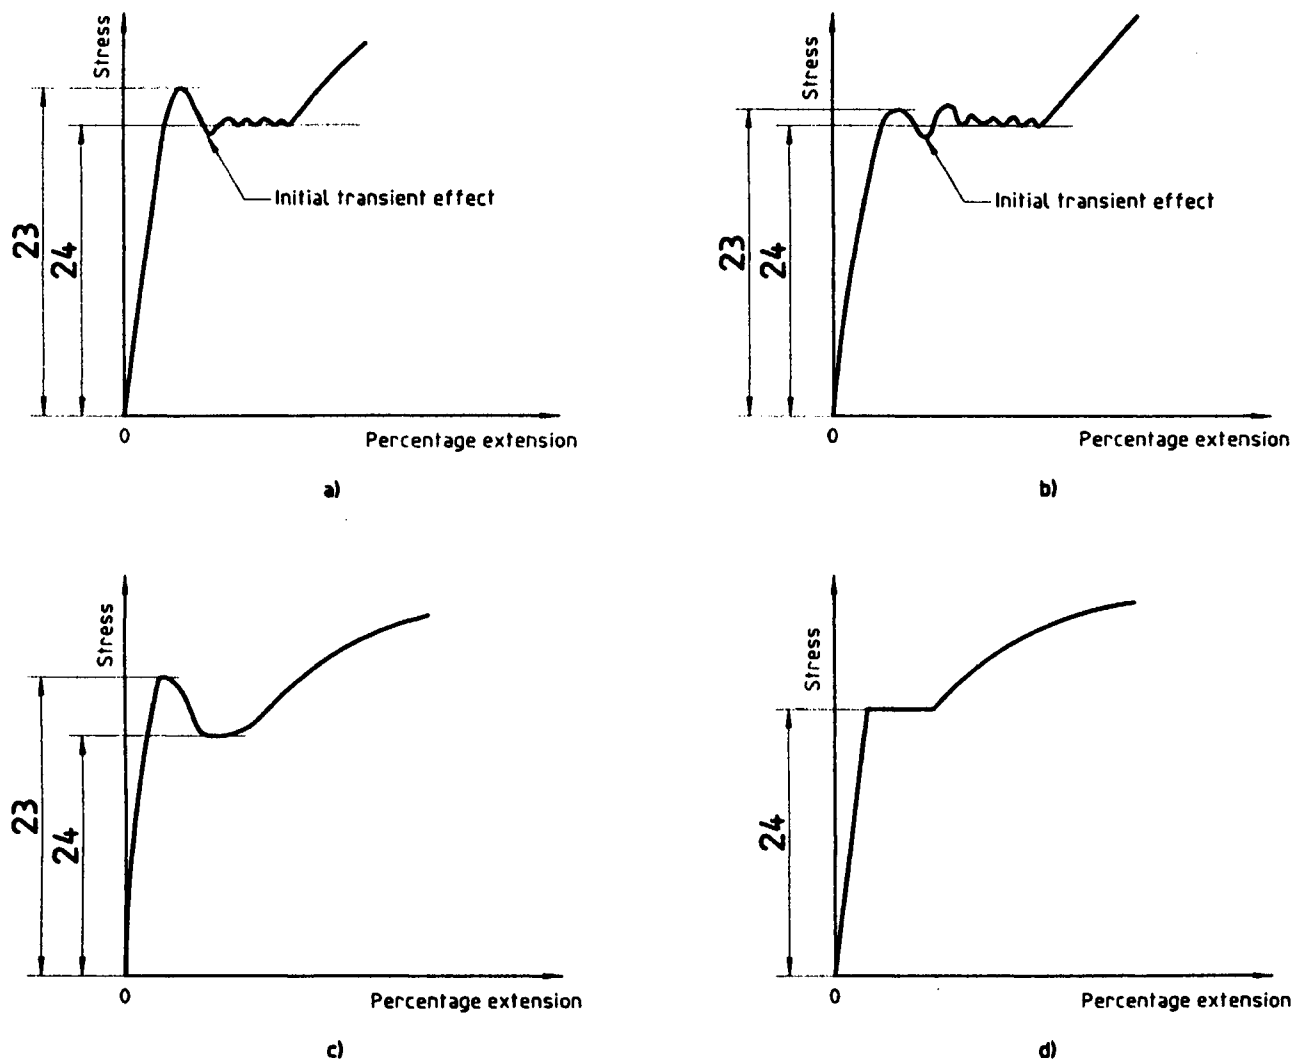 Stress
23
24
Initial transient effect
0
Percentage extension
a)
Stress
23
24
Initial transient effect
0
Percentage extension
b)
Stress
23
24
0
Percentage extension
c)
Stress
24
0
Percentage extension
d)